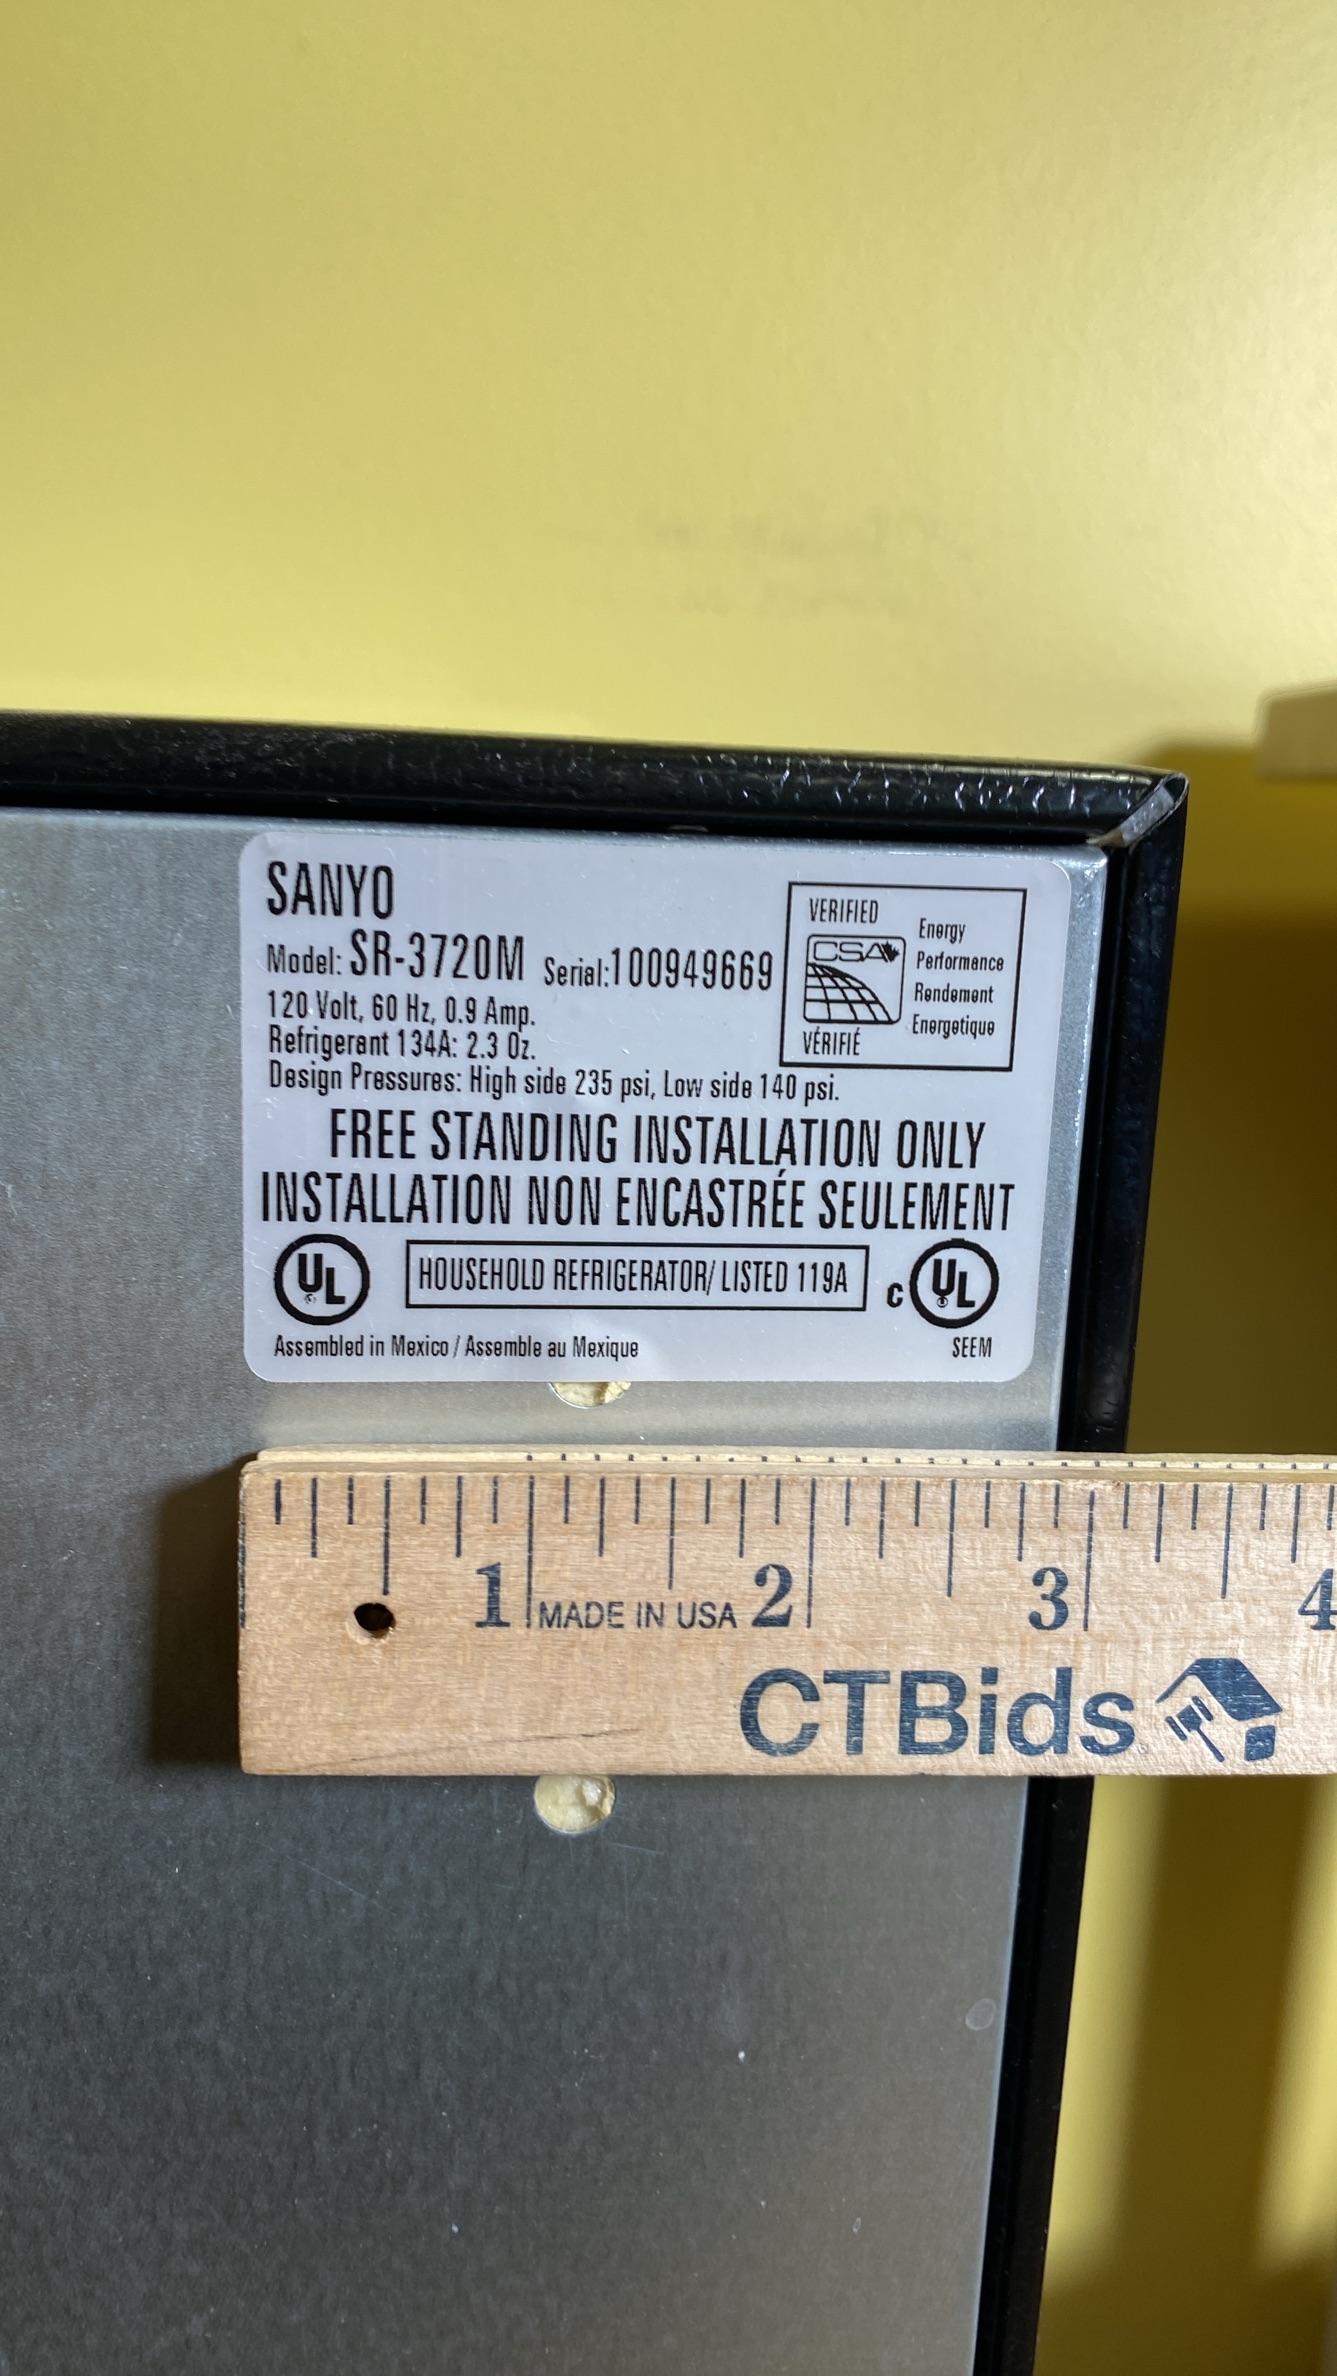 SANYO
Model: SR-3720M Serial:100949669
120 Volt, 60 Hz, 0.9 Amp.
Refrigerant 134A: 2.3 Oz.
Design Pressures: High side 235 psi, Low side 140 psi.
VERIFIED
CSA
VÉRIFIÉ
Energy
Performance
Rendement
Energetique
FREE STANDING INSTALLATION ONLY
INSTALLATION NON ENCASTRÉE SEULEMENT
UL
HOUSEHOLD REFRIGERATOR/ LISTED 119A
C UL
Assembled in Mexico / Assemble au Mexique
SEEM
1 MADE IN USA 2 3 4
CTBids